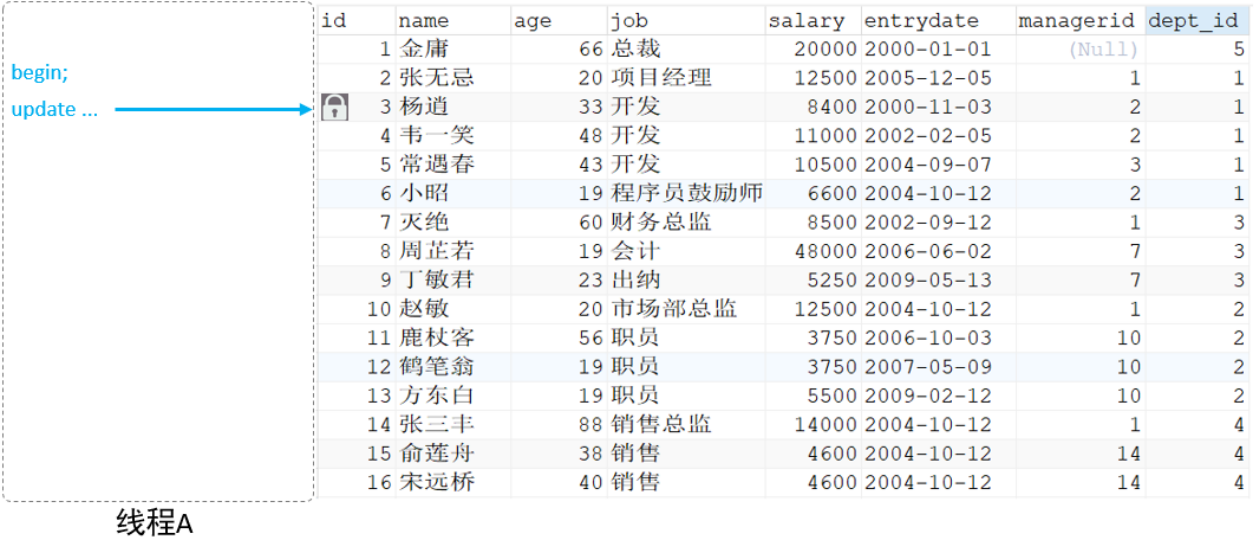 id name age job salary entrydate managerid dept_id
1 金庸 66 总裁 20000 2000-01-01 (Null) 5
begin;
2 张无忌 20 项目经理 12500 2005-12-05 1 1
update ...
3 杨逍 33 开发 8400 2000-11-03 2 1
4 韦一笑 48 开发 11000 2002-02-05 2 1
5 常遇春 43 开发 10500 2004-09-07 3 1
6 小昭 19 程序员鼓励师 6600 2004-10-12 2 1
7 灭绝 60 财务总监 8500 2002-09-12 1 3
8 周芷若 19 会计 48000 2006-06-02 7 3
9 丁敏君 23 出纳 5250 2009-05-13 7 3
10 赵敏 20 市场部总监 12500 2004-10-12 1 2
11 鹿杖客 56 职员 3750 2006-10-03 10 2
12 鹤笔翁 19 职员 3750 2007-05-09 10 2
13 方东白 19 职员 5500 2009-02-12 10 2
14 张三丰 88 销售总监 14000 2004-10-12 1 4
15 俞莲舟 38 销售 4600 2004-10-12 14 4
16 宋远桥 40 销售 4600 2004-10-12 14 4
线程A